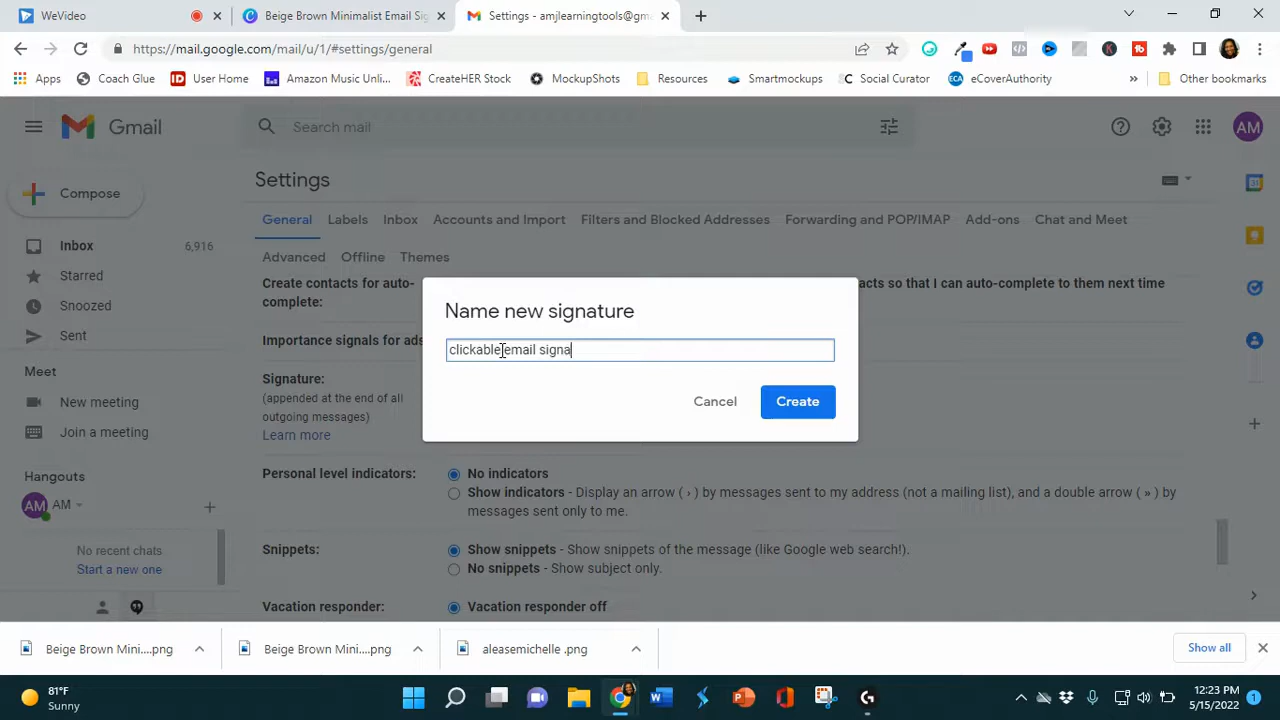 WeVideo
Beige Brown Minimalist Email Sig
Settings - amjlearningtools@gm
https://mail.google.com/mail/u/1/#settings/general
Apps
Coach Glue
User Home
Amazon Music Unli...
CreateHER Stock
MockupShots
Resources
Smartmockups
Social Curator
eCoverAuthority
»
Other bookmarks
Gmail
Search mail
AM
Compose
Settings
General
Labels
Inbox
Accounts and Import
Filters and Blocked Addresses
Forwarding and POP/IMAP
Add-ons
Chat and Meet
Advanced
Offline
Themes
Inbox 6,916
Starred
Snoozed
Sent
Meet
New meeting
Join a meeting
Hangouts
AM
AM
No recent chats
Start a new one
Create contacts for auto-
complete:
acts so that I can auto-complete to them next time
Importance signals for ads
Signature:
(appended at the end of all
outgoing messages)
Learn more
Name new signature
clickable email signa
Cancel
Create
Personal level indicators:
No indicators
Show indicators - Display an arrow ( › ) by messages sent to my address (not a mailing list), and a double arrow ( » ) by
messages sent only to me.
Snippets:
Show snippets - Show snippets of the message (like Google web search!).
No snippets - Show subject only.
Vacation responder:
Vacation responder off
Beige Brown Mini....png
Beige Brown Mini....png
aleasemichelle .png
Show all
81°F
Sunny
12:23 PM
5/15/2022
1